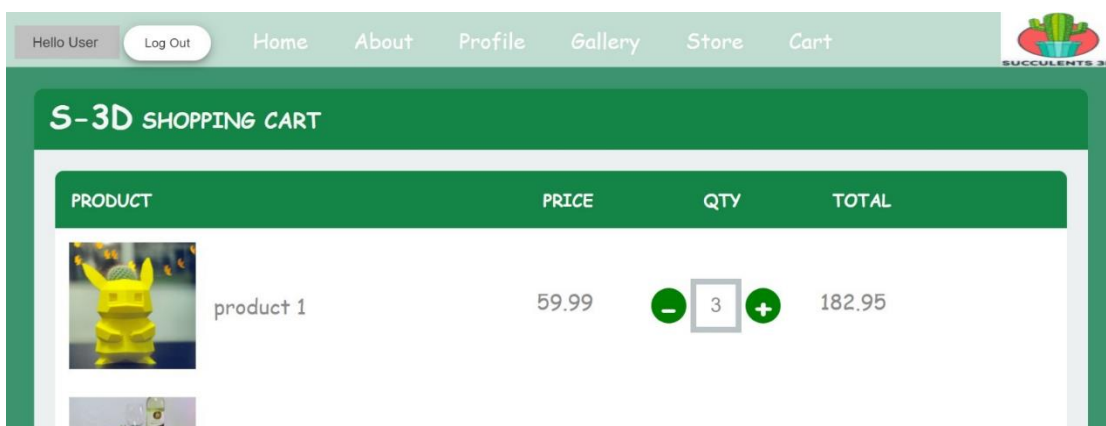 Hello User Log Out Home About Profile Gallery Store Cart
SUCCULENTS
S-3D SHOPPING CART
PRODUCT PRICE QTY TOTAL
product 1 59.99 - 3 + 182.95